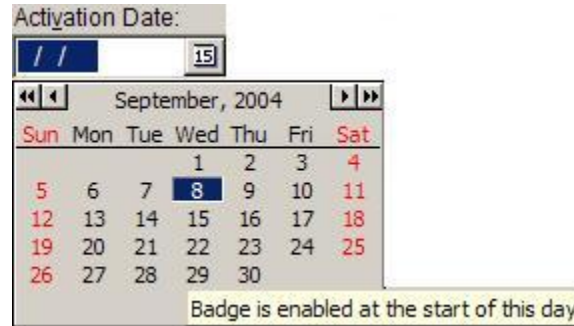 Activation Date:
/ / 15
September, 2004
Sun Mon Tue Wed Thu Fri Sat
1 2 3 4
5 6 7 8 9 10 11
12 13 14 15 16 17 18
19 20 21 22 23 24 25
26 27 28 29 30
Badge is enabled at the start of this day